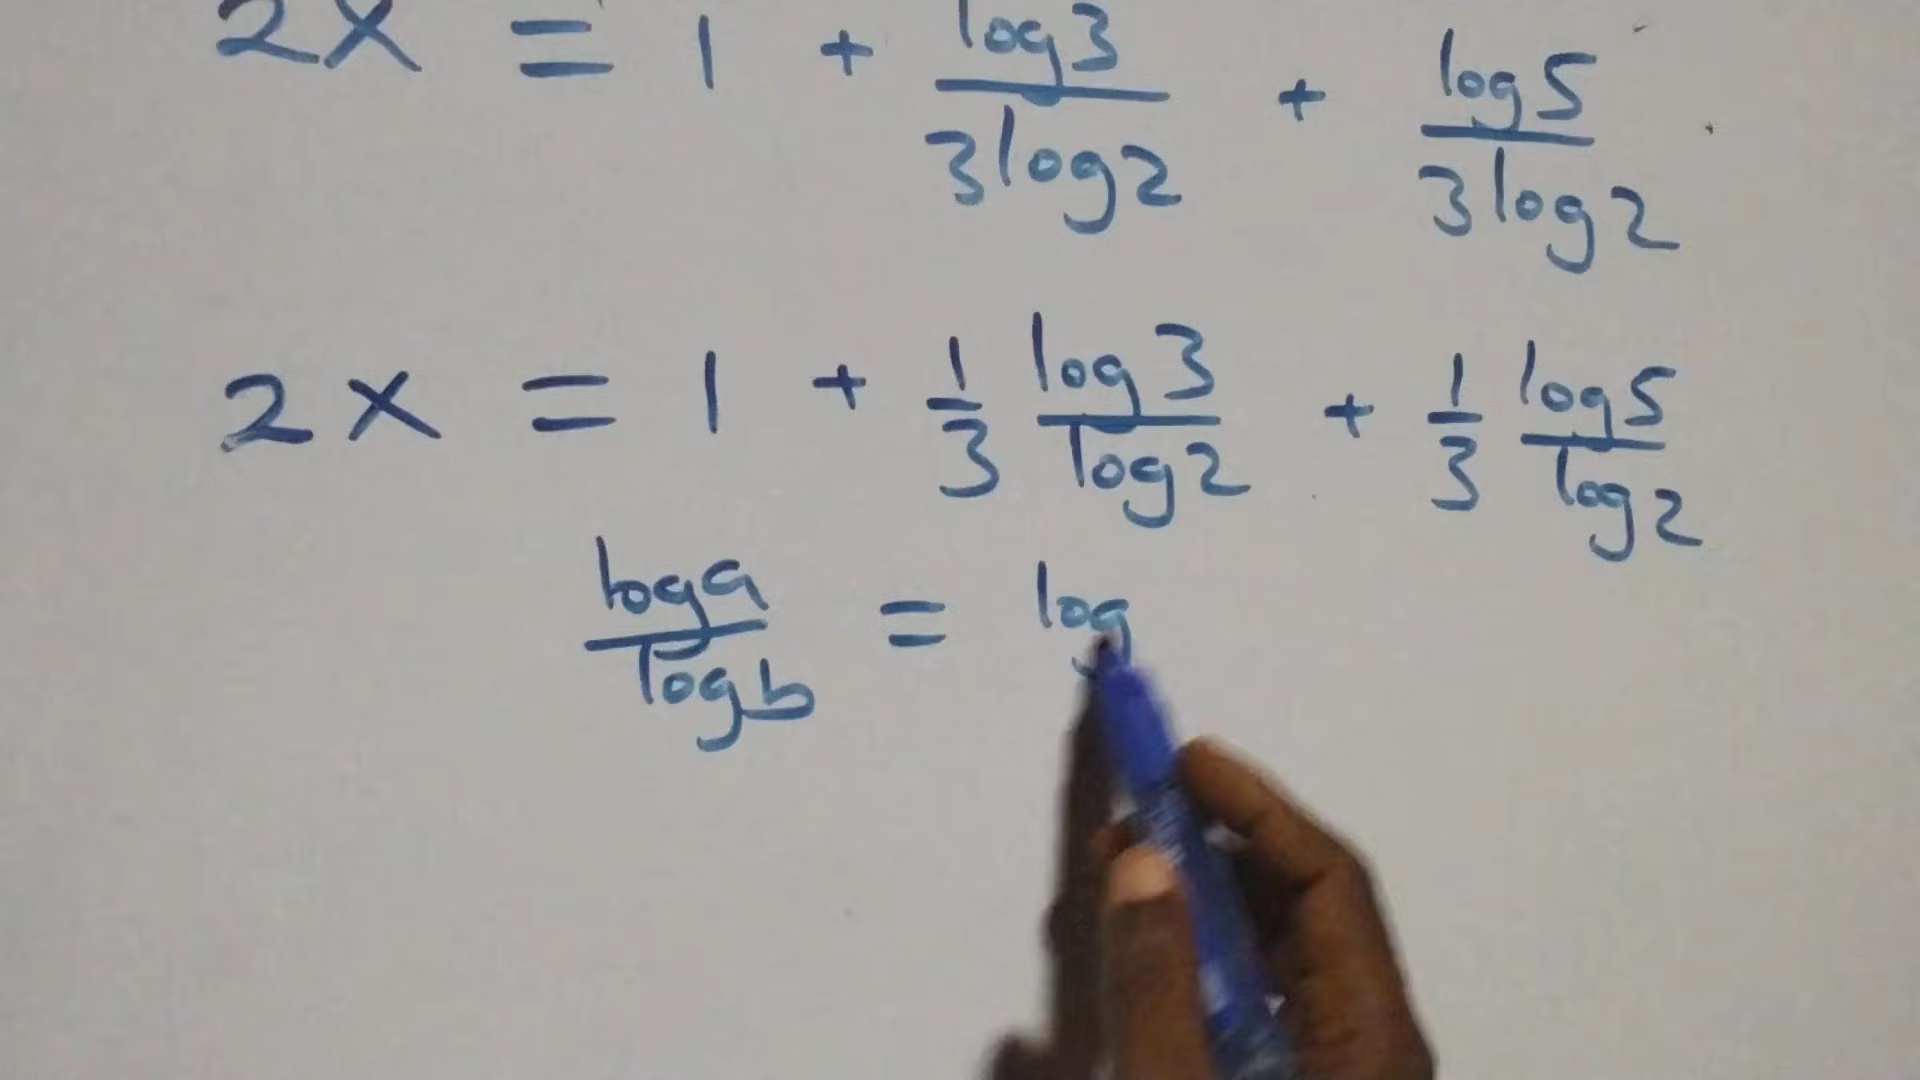 2x = 1 + log3/3log2 + log5/3log2
2x = 1 + 1/3 log3/log2 + 1/3 log5/log2
loga/logb = log